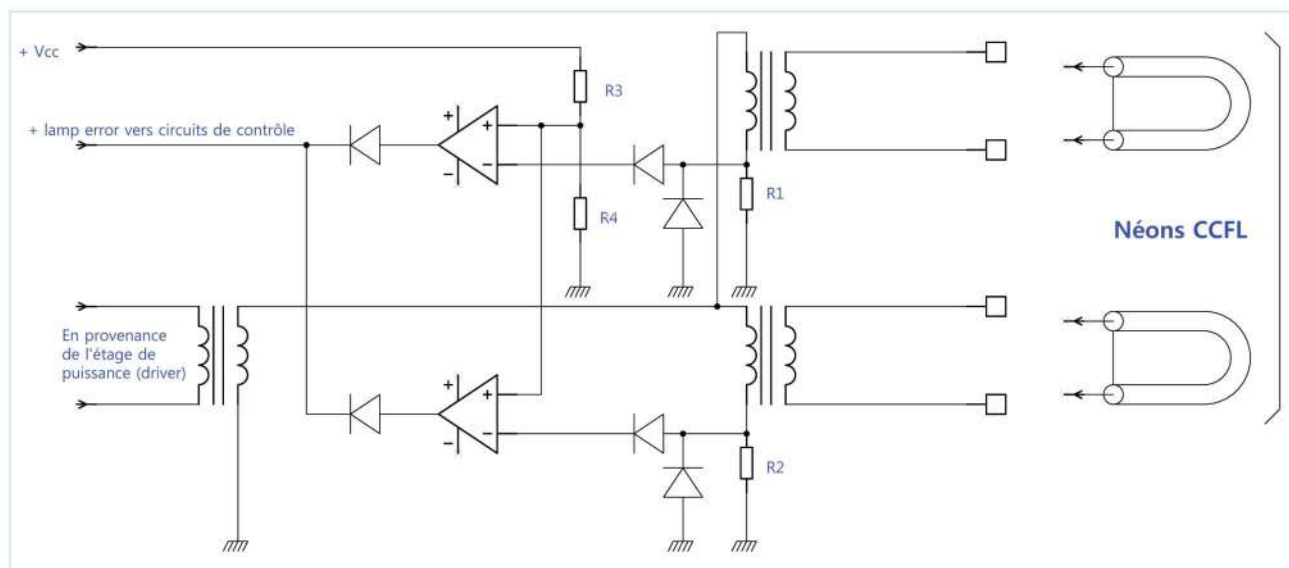 + Vcc
R3
+ lamp error vers circuits de contrôle
+
+
−
−
R1
R4
Néons CCFL
En provenance
de l'étage de
puissance (driver)
+
+
−
−
R2